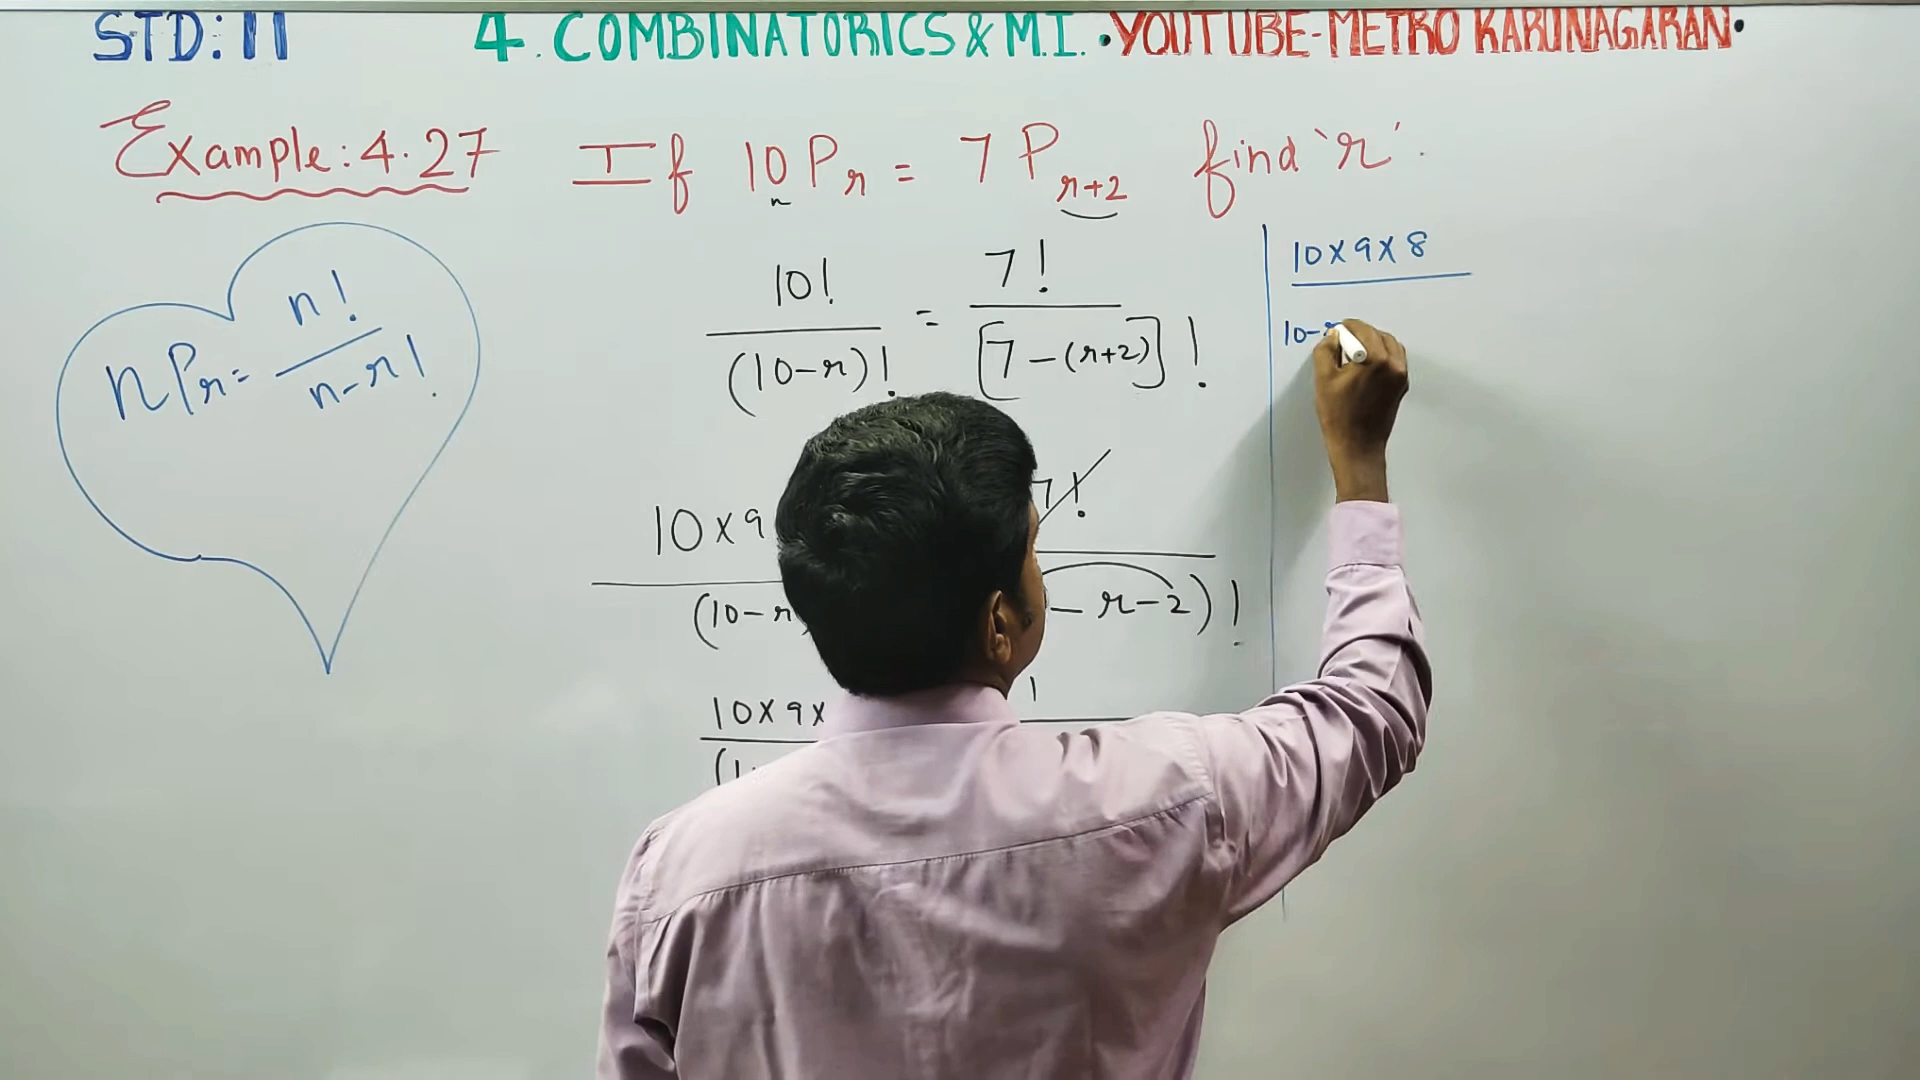 STD: 11 4. COMBINATORICS & M.I. • YOUTUBE-METRO KARUNAGARAN •
Example: 4.27 If 10Pr = 7Pr+2 find 'r'.
nPr = n! / n-r!
10! / (10-r)! = 7! / [7-(r+2)]!
10×9 7!
(10-r) - r-2)!
10×9× 1
10×9×8
10-